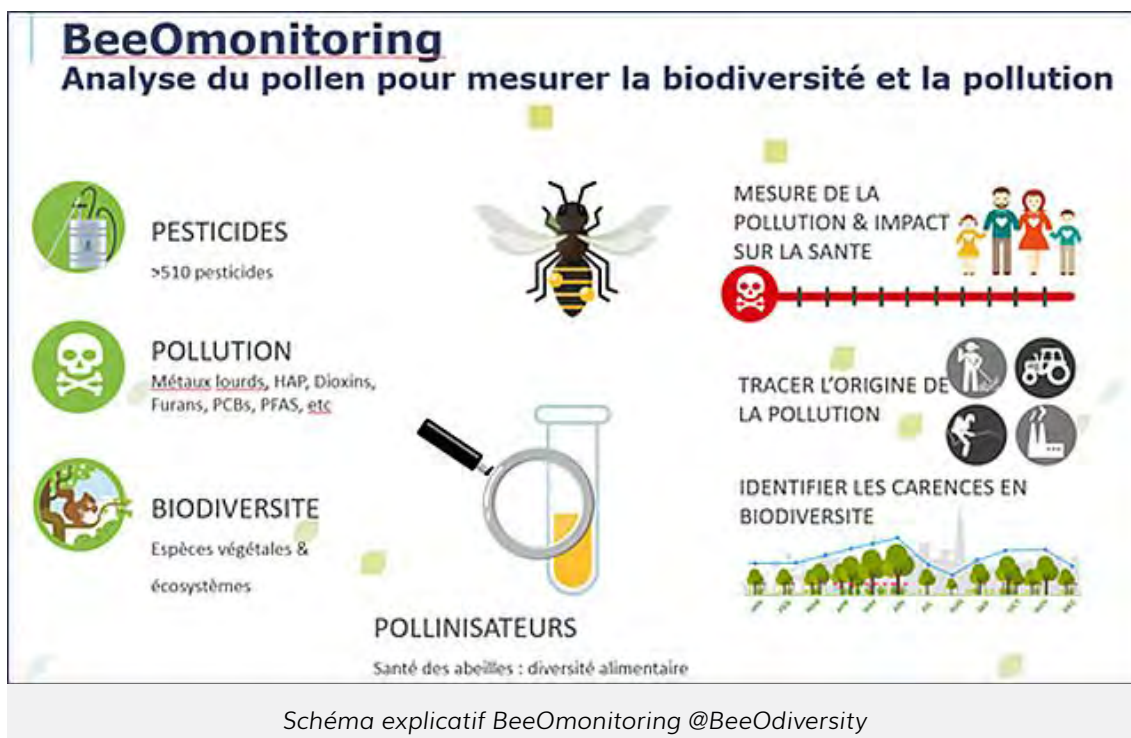 BeeOmonitoring
Analyse du pollen pour mesurer la biodiversité et la pollution
PESTICIDES
>510 pesticides
POLLUTION
Métaux lourds, HAP, Dioxins,
Furans, PCBs, PFAS, etc
BIODIVERSITE
Espèces végétales &
écosystèmes
POLLINISATEURS
Santé des abeilles : diversité alimentaire
MESURE DE LA
POLLUTION & IMPACT
SUR LA SANTE
TRACER L'ORIGINE DE
LA POLLUTION
IDENTIFIER LES CARENCES EN
BIODIVERSITE
Schéma explicatif BeeOmonitoring @BeeOdiversity